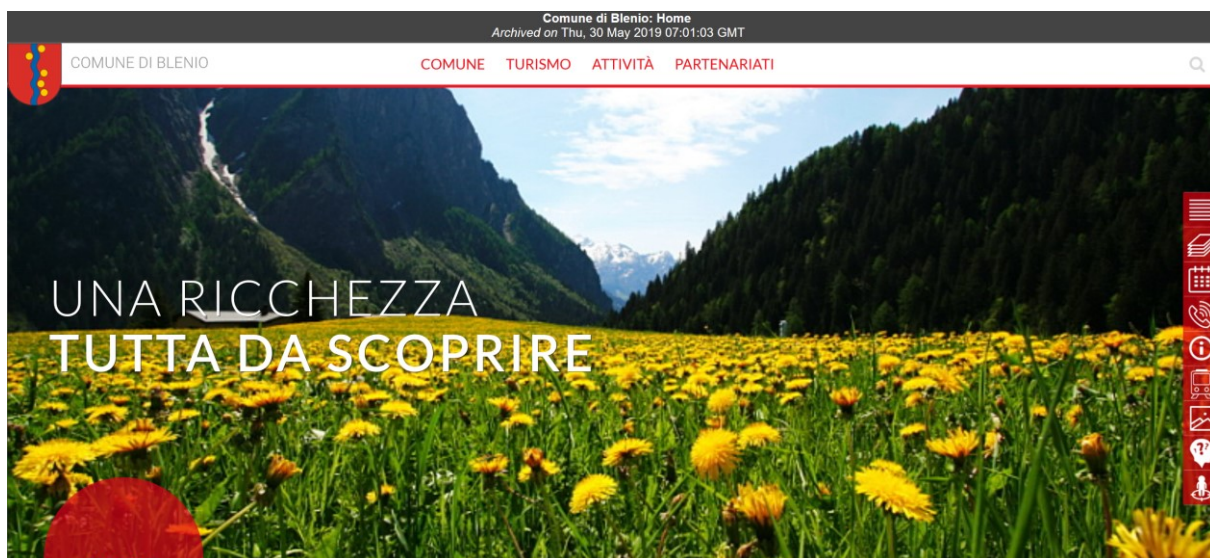 Comune di Blenio: Home
Archived on Thu, 30 May 2019 07:01:03 GMT
COMUNE DI BLENIO
COMUNE TURISMO ATTIVITÀ PARTENARIATI
UNA RICCHEZZA
TUTTA DA SCOPRIRE